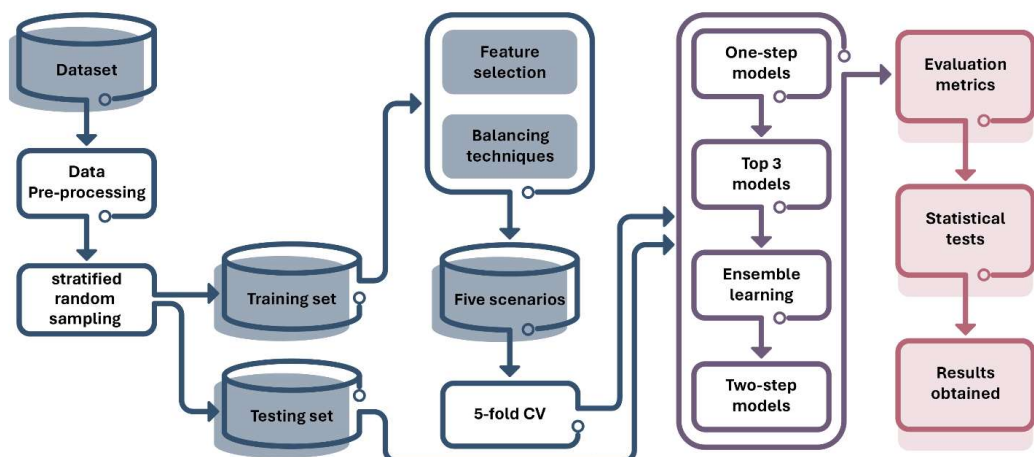 Dataset
Data
Pre-processing
stratified
random
sampling
Training set
Testing set
Feature
selection
Balancing
techniques
Five scenarios
5-fold CV
One-step
models
Top 3
models
Ensemble
learning
Two-step
models
Evaluation
metrics
Statistical
tests
Results
obtained